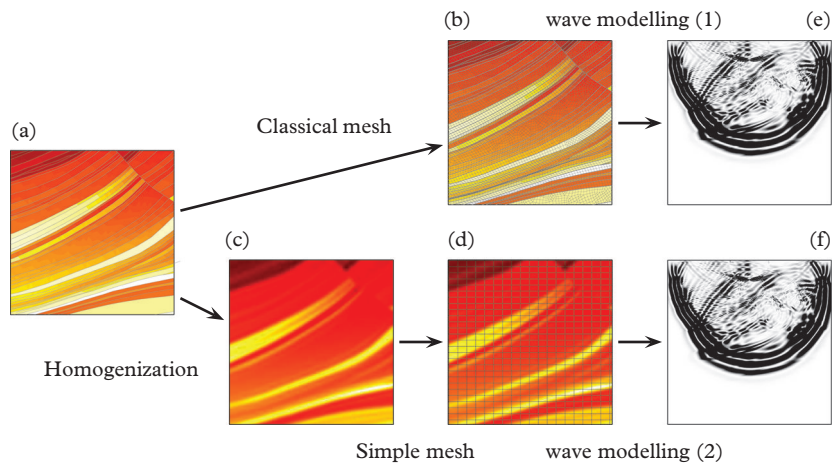 (b) wave modelling (1) (e)
(a)
Classical mesh
(c) (d) (f)
Homogenization
Simple mesh wave modelling (2)